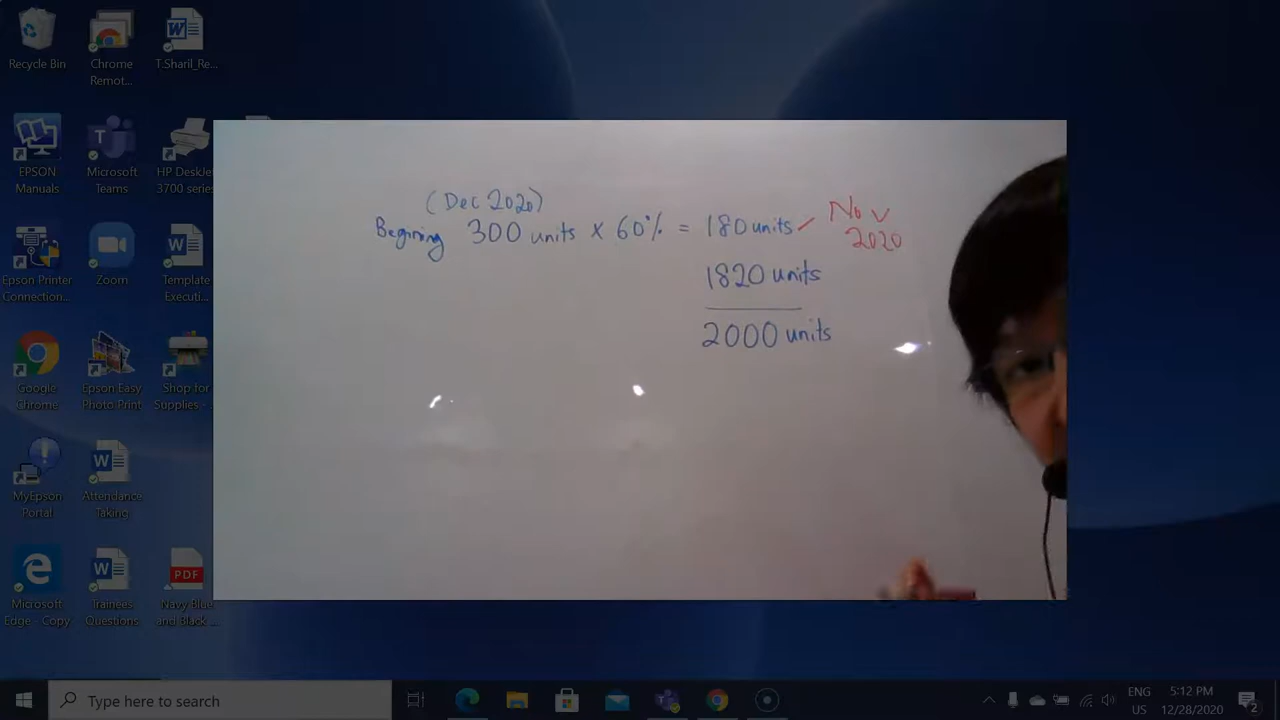 Recycle Bin
Chrome
Remot...
T.Sharil_Re...
EPSON
Manuals
Microsoft
Teams
HP DeskJet
3700 series
Epson Printer
Connection...
Zoom
Template
Executi...
Google
Chrome
Epson Easy
Photo Print
Shop for
Supplies - ...
MyEpson
Portal
Attendance
Taking
Microsoft
Edge - Copy
Trainees
Questions
PDF
Navy Blue
and Black ...
(Dec 2020)
Begining 300 units x 60% = 180 units ✓ Nov
2020
1820 units
2000 units
Type here to search
ENG
US
5:12 PM
12/28/2020
2